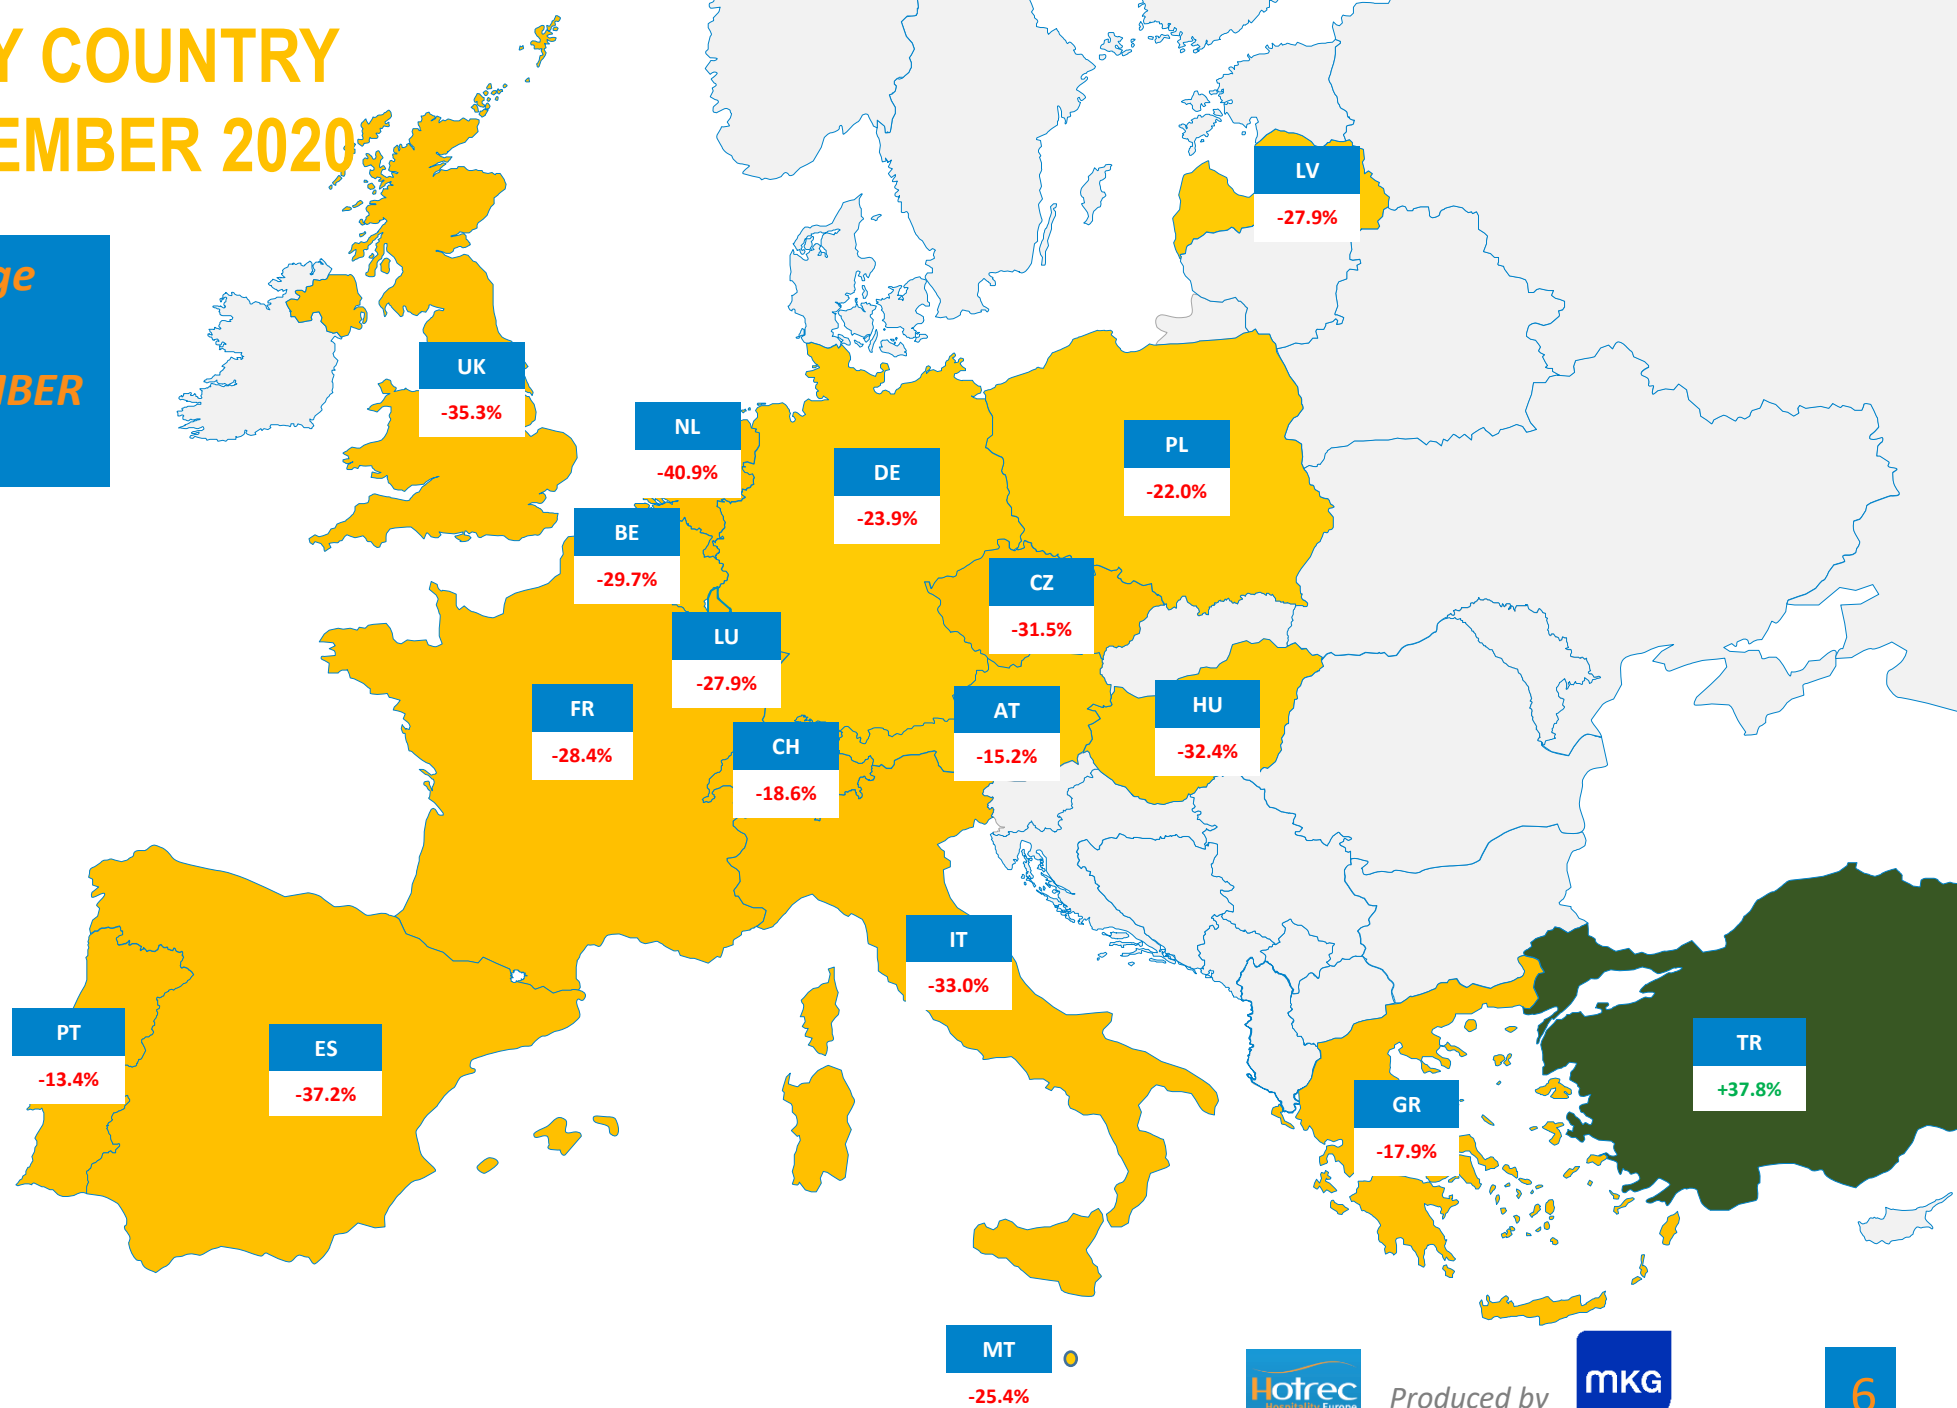 Y COUNTRY
EMBER 2020
ge
MBER
LV
-27.9%
UK
-35.3%
NL
-40.9%
PL
-22.0%
DE
-23.9%
BE
-29.7%
CZ
-31.5%
LU
-27.9%
FR
-28.4%
AT
-15.2%
HU
-32.4%
CH
-18.6%
IT
-33.0%
PT
-13.4%
ES
-37.2%
TR
+37.8%
GR
-17.9%
MT
-25.4%
Hotrec
Hospitality Europe
Produced by
MKG
6